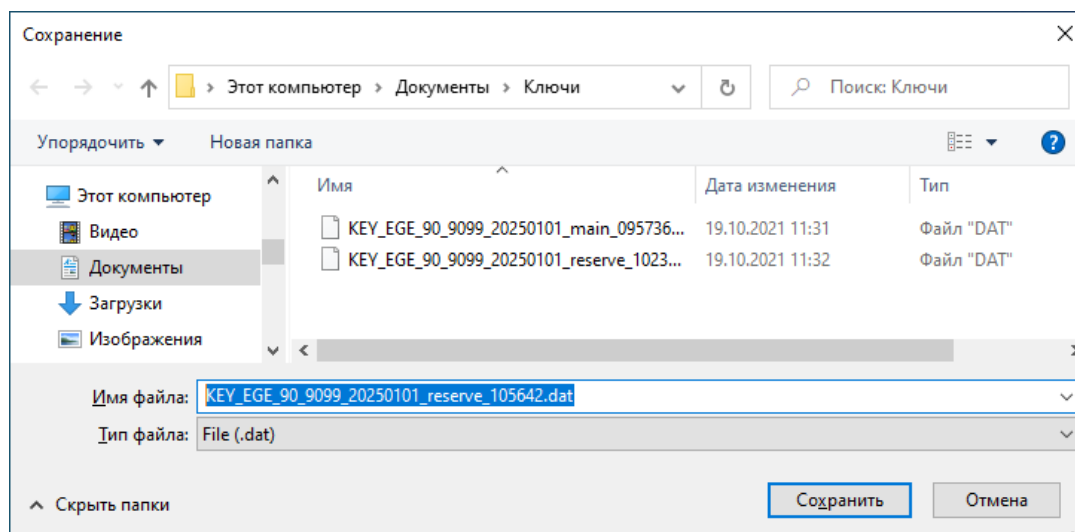 Сохранение
Этот компьютер › Документы › Ключи
Поиск: Ключи
Упорядочить
Новая папка
Имя
Дата изменения
Тип
Этот компьютер
Видео
Документы
Загрузки
Изображения
KEY_EGE_90_9099_20250101_main_095736... 19.10.2021 11:31 Файл "DAT"
KEY_EGE_90_9099_20250101_reserve_1023... 19.10.2021 11:32 Файл "DAT"
Имя файла: KEY_EGE_90_9099_20250101_reserve_105642.dat
Тип файла: File (.dat)
Скрыть папки
Сохранить
Отмена